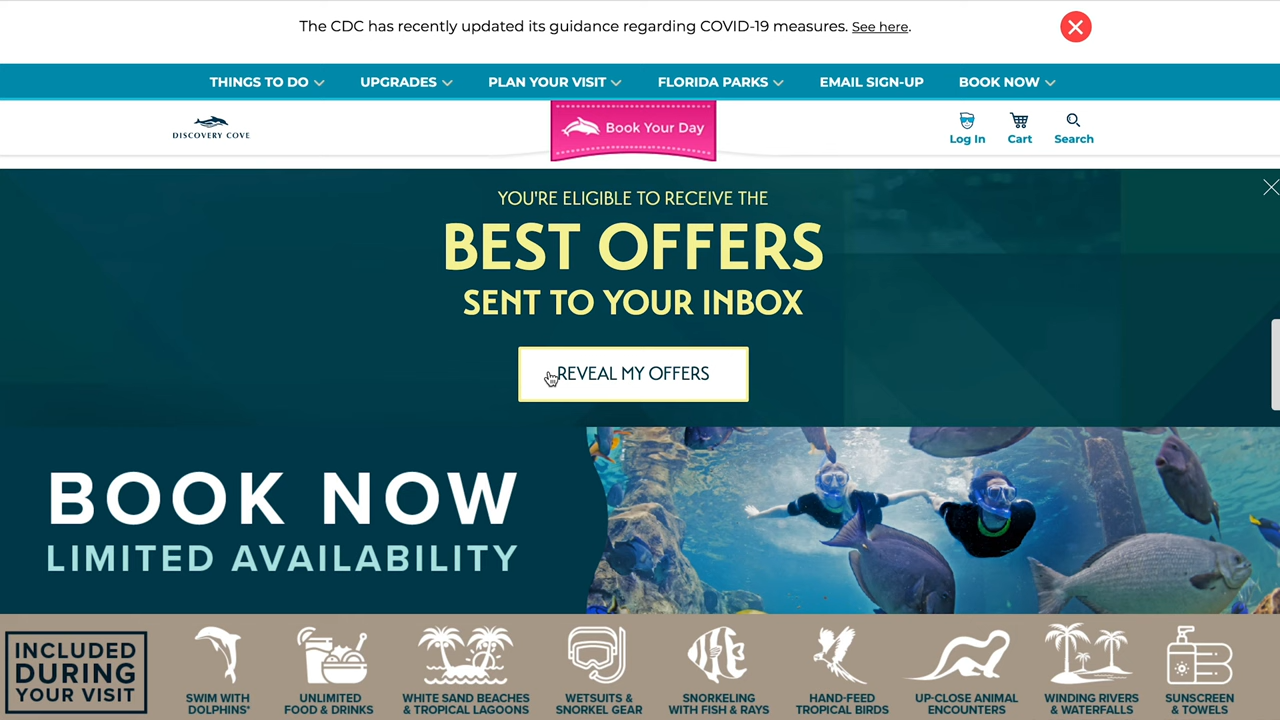 The CDC has recently updated its guidance regarding COVID-19 measures. See here.
THINGS TO DO UPGRADES PLAN YOUR VISIT FLORIDA PARKS EMAIL SIGN-UP BOOK NOW
DISCOVERY COVE
Book Your Day
Log In Cart Search
YOU'RE ELIGIBLE TO RECEIVE THE
BEST OFFERS
SENT TO YOUR INBOX
REVEAL MY OFFERS
BOOK NOW
LIMITED AVAILABILITY
INCLUDED
DURING
YOUR VISIT
SWIM WITH
DOLPHINS*
UNLIMITED
FOOD & DRINKS
WHITE SAND BEACHES
& TROPICAL LAGOONS
WETSUITS &
SNORKEL GEAR
SNORKELING
WITH FISH & RAYS
HAND-FEED
TROPICAL BIRDS
UP-CLOSE ANIMAL
ENCOUNTERS
WINDING RIVERS
& WATERFALLS
SUNSCREEN
& TOWELS